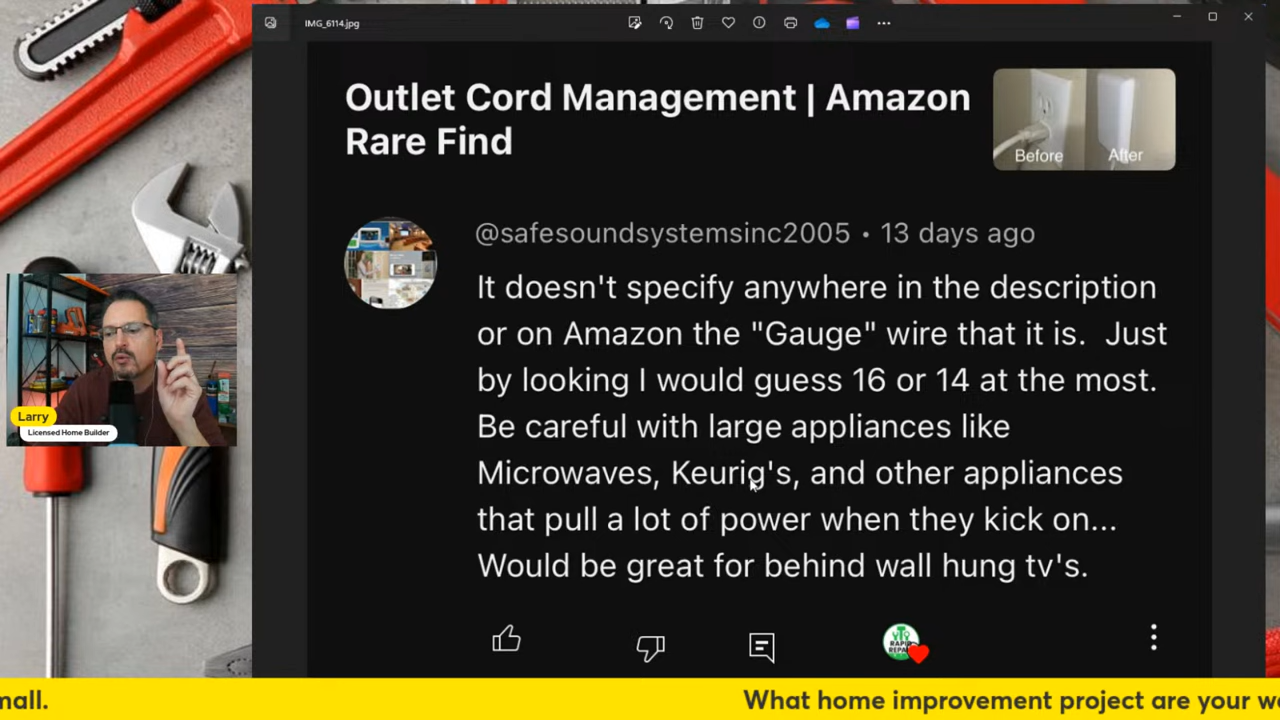 IMG_6114.jpg
Outlet Cord Management | Amazon
Rare Find
Before
After
@safesoundsystemsinc2005 • 13 days ago
It doesn't specify anywhere in the description
or on Amazon the "Gauge" wire that it is. Just
by looking I would guess 16 or 14 at the most.
Be careful with large appliances like
Microwaves, Keurig's, and other appliances
that pull a lot of power when they kick on...
Would be great for behind wall hung tv's.
RAPID
Larry
Licensed Home Builder
What home improvement project are your